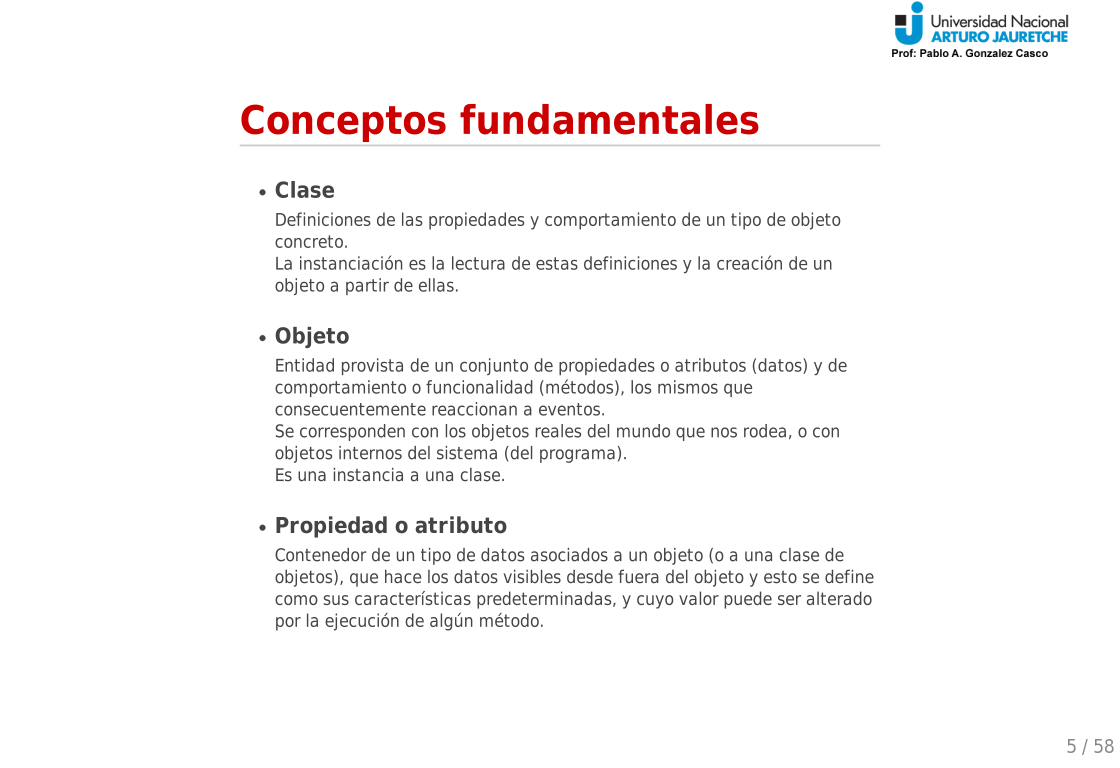 Universidad Nacional
ARTURO JAURETCHE
Prof: Pablo A. Gonzalez Casco
Conceptos fundamentales
• Clase
Definiciones de las propiedades y comportamiento de un tipo de objeto
concreto.
La instanciación es la lectura de estas definiciones y la creación de un
objeto a partir de ellas.
• Objeto
Entidad provista de un conjunto de propiedades o atributos (datos) y de
comportamiento o funcionalidad (métodos), los mismos que
consecuentemente reaccionan a eventos.
Se corresponden con los objetos reales del mundo que nos rodea, o con
objetos internos del sistema (del programa).
Es una instancia a una clase.
• Propiedad o atributo
Contenedor de un tipo de datos asociados a un objeto (o a una clase de
objetos), que hace los datos visibles desde fuera del objeto y esto se define
como sus características predeterminadas, y cuyo valor puede ser alterado
por la ejecución de algún método.
5 / 58